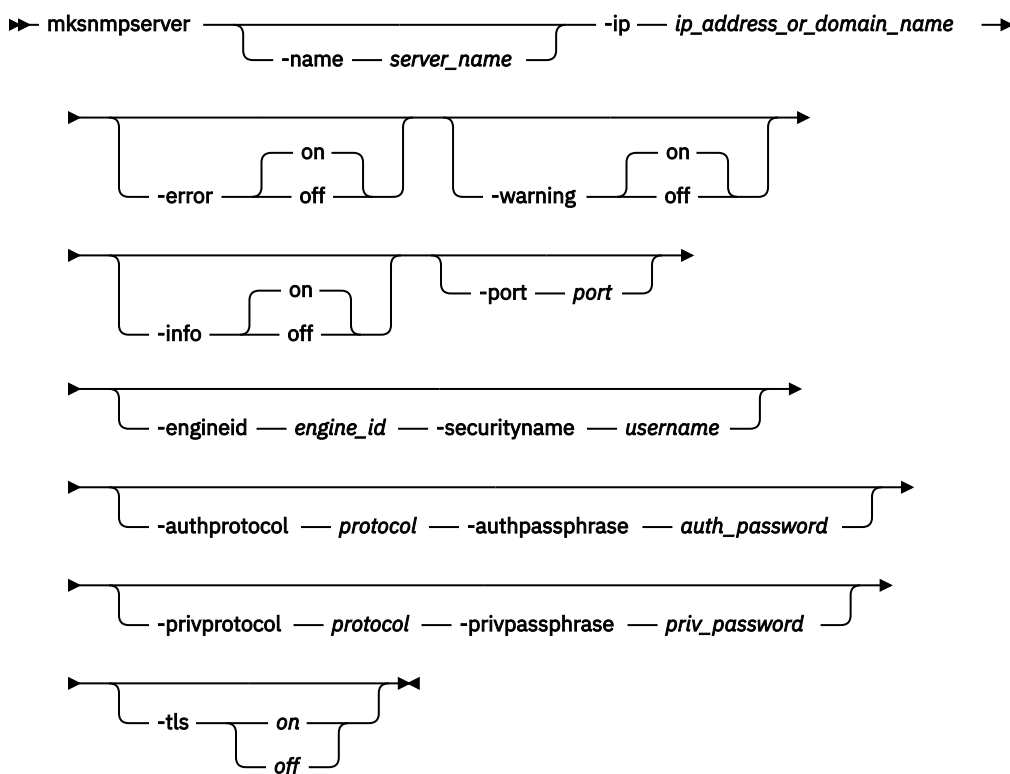 mksnmpserver -ip ip_address_or_domain_name
-name server_name
on on
-error off -warning off
on
-port port
-info off
-engineid engine_id -securityname username
-authprotocol protocol -authpassphrase auth_password
-privprotocol protocol -privpassphrase priv_password
-tls on
off